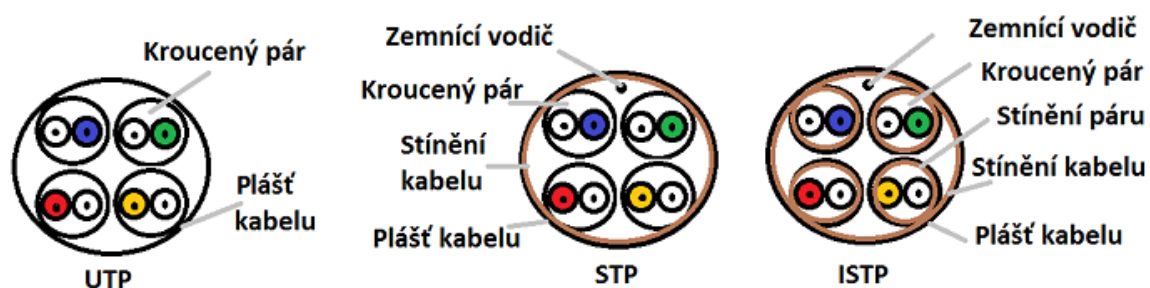 Kroucený pár
Plášť
kabelu
UTP
Zemnící vodič
Kroucený pár
Stínění
kabelu
Plášť kabelu
STP
Zemnící vodič
Kroucený pár
Stínění páru
Stínění kabelu
Plášť kabelu
ISTP